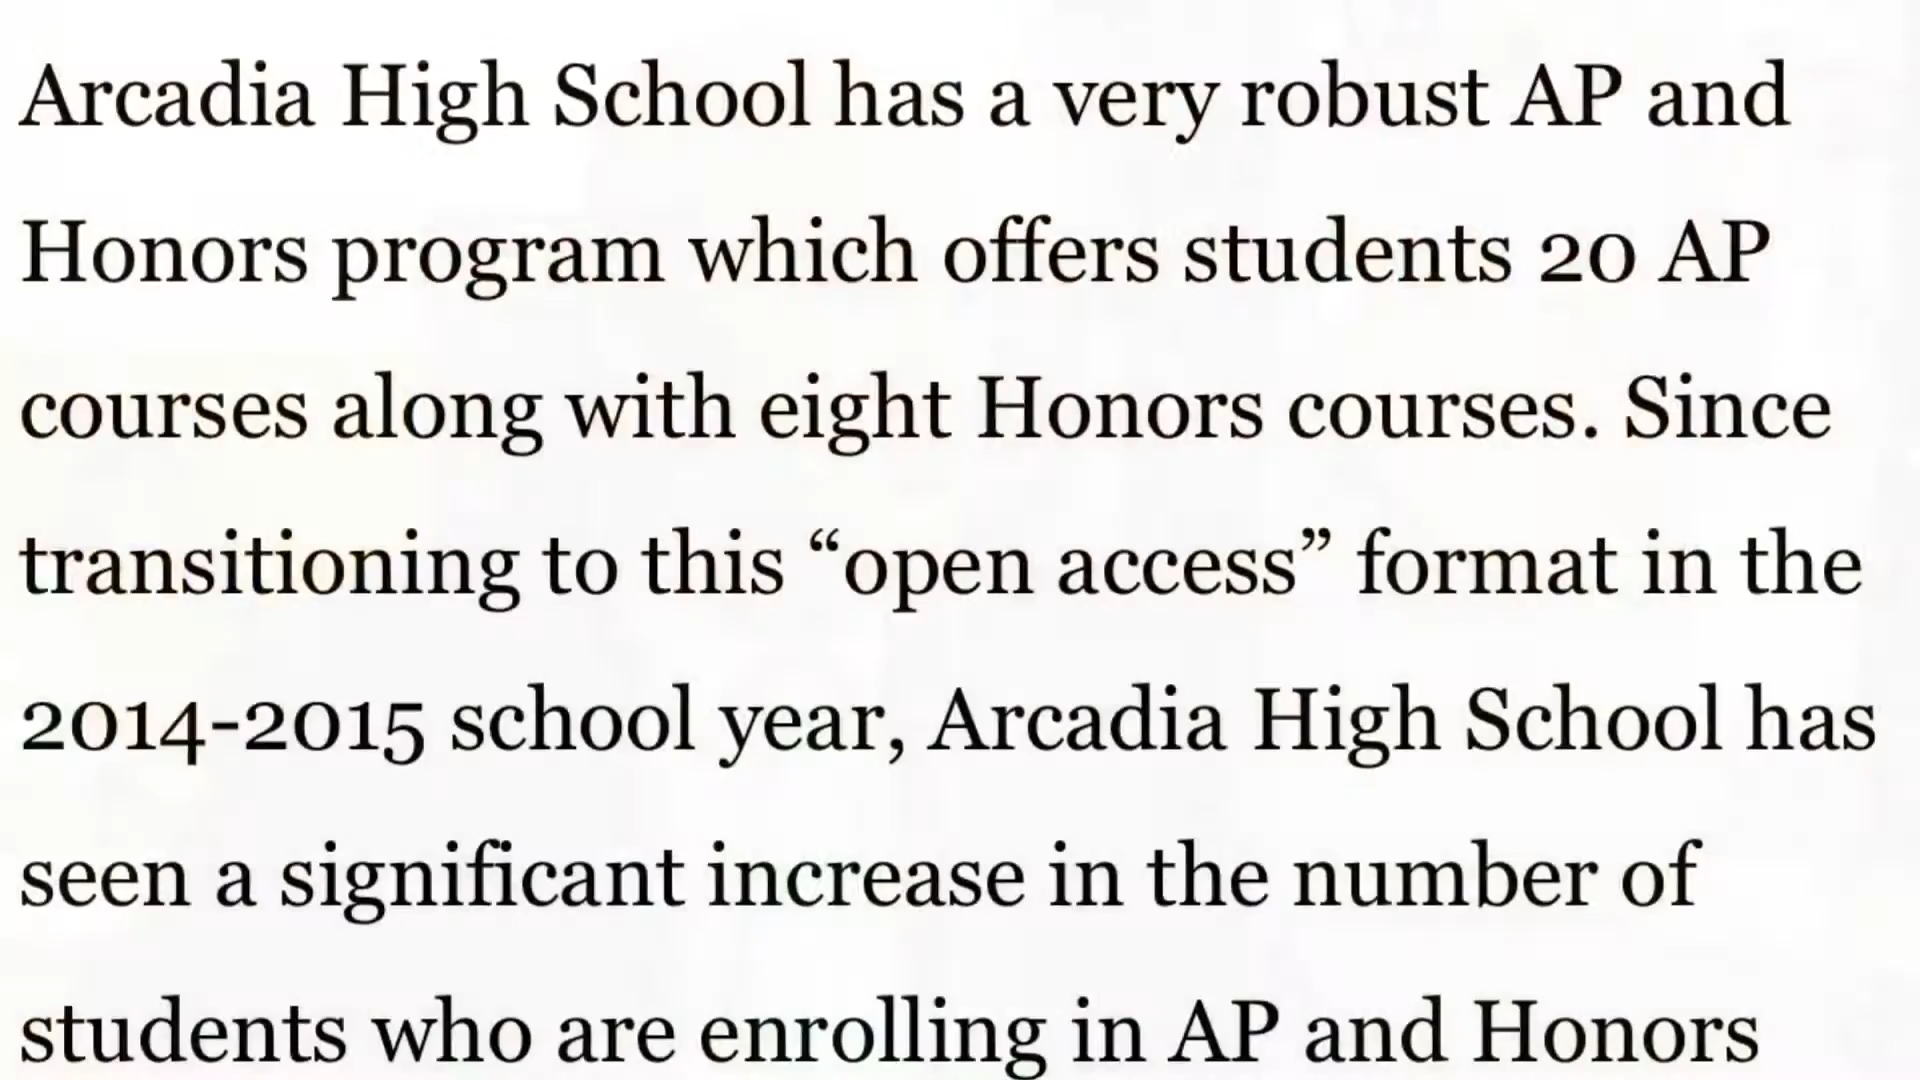 Arcadia High School has a very robust AP and
Honors program which offers students 20 AP
courses along with eight Honors courses. Since
transitioning to this “open access” format in the
2014-2015 school year, Arcadia High School has
seen a significant increase in the number of
students who are enrolling in AP and Honors